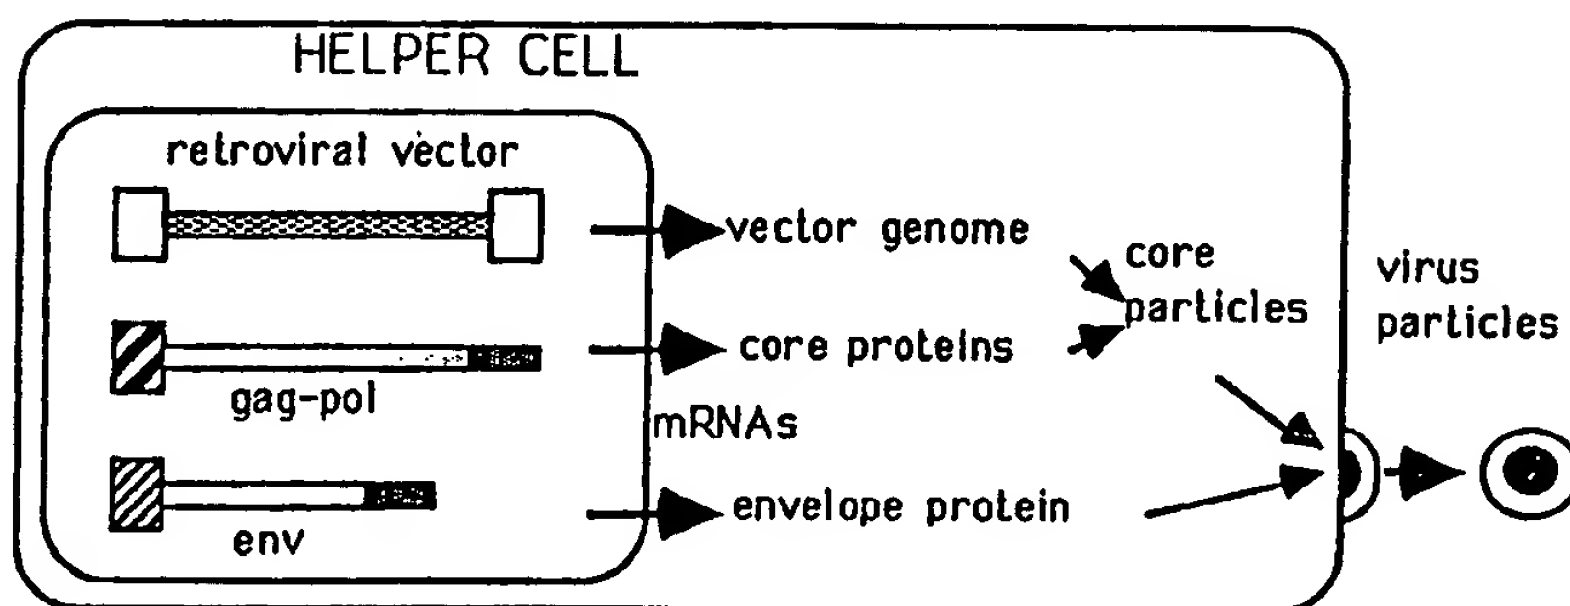 HELPER CELL
retroviral vector
vector genome
core
particles
virus
particles
core proteins
gag-pol
mRNAs
envelope protein
env